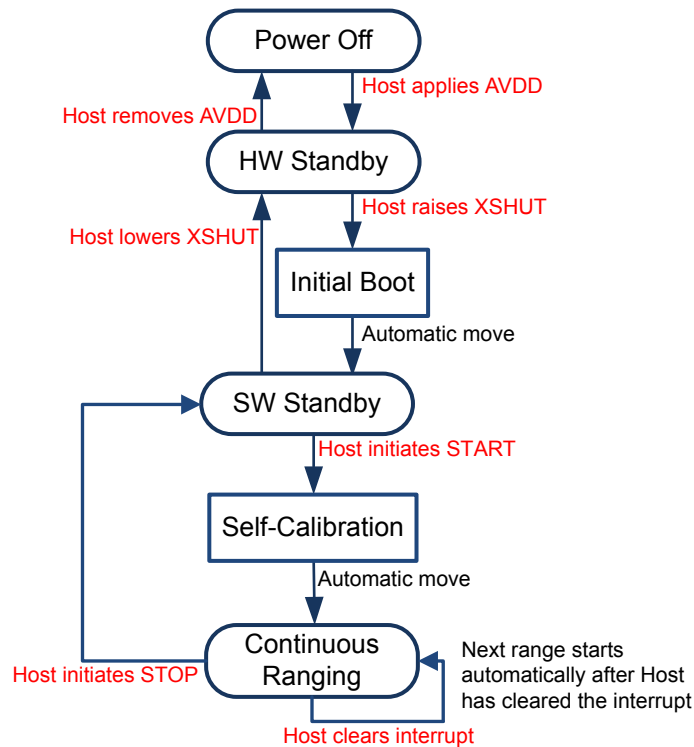 Power Off
Host applies AVDD
Host removes AVDD
HW Standby
Host raises XSHUT
Host lowers XSHUT
Initial Boot
Automatic move
SW Standby
Host initiates START
Self-Calibration
Automatic move
Continuous
Ranging
Next range starts
automatically after Host
has cleared the interrupt
Host initiates STOP
Host clears interrupt